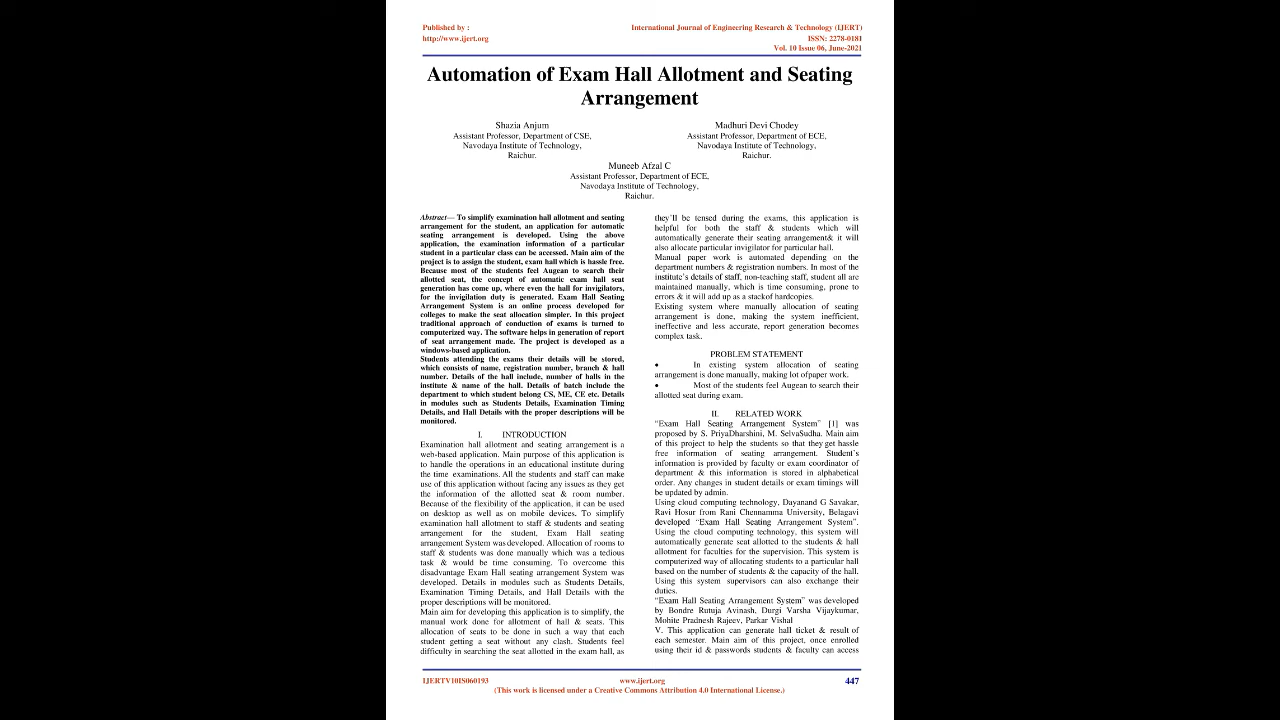 Published by :
http://www.ijert.org
International Journal of Engineering Research & Technology (IJERT)
ISSN: 2278-0181
Vol. 10 Issue 06, June-2021
Automation of Exam Hall Allotment and Seating
Arrangement
Shazia Anjum
Assistant Professor, Department of CSE,
Navodaya Institute of Technology,
Raichur.
Madhuri Devi Chodey
Assistant Professor, Department of ECE,
Navodaya Institute of Technology,
Raichur.
Muneeb Afzal C
Assistant Professor, Department of ECE,
Navodaya Institute of Technology,
Raichur.
Abstract— To simplify examination hall allotment and seating
arrangement for the student, an application for automatic
seating arrangement is developed. Using the above
application, the examination information of a particular
student in a particular class can be accessed. Main aim of the
project is to assign the student, exam hall which is hassle free.
Because most of the students feel Augean to search their
allotted seat, the concept of automatic exam hall seat
generation has come up, where even the hall for invigilators,
for the invigilation duty is generated. Exam Hall Seating
Arrangement System is an online process developed for
colleges to make the seat allocation simpler. In this project
traditional approach of conduction of exams is turned to
computerized way. The software helps in generation of report
of seat arrangement made. The project is developed as a
windows-based application.
Students attending the exams their details will be stored,
which consists of name, registration number, branch & hall
number. Details of the hall include, number of halls in the
institute & name of the hall. Details of batch include the
department to which student belong CS, ME, CE etc. Details
in modules such as Students Details, Examination Timing
Details, and Hall Details with the proper descriptions will be
monitored.
I. INTRODUCTION
Examination hall allotment and seating arrangement is a
web-based application. Main purpose of this application is
to handle the operations in an educational institute during
the time examinations. All the students and staff can make
use of this application without facing any issues as they get
the information of the allotted seat & room number.
Because of the flexibility of the application, it can be used
on desktop as well as on mobile devices. To simplify
examination hall allotment to staff & students and seating
arrangement for the student, Exam Hall seating
arrangement System was developed. Allocation of rooms to
staff & students was done manually which was a tedious
task & would be time consuming. To overcome this
disadvantage Exam Hall seating arrangement System was
developed. Details in modules such as Students Details,
Examination Timing Details, and Hall Details with the
proper descriptions will be monitored.
Main aim for developing this application is to simplify, the
manual work done for allotment of hall & seats. This
allocation of seats to be done in such a way that each
student getting a seat without any clash. Students feel
difficulty in searching the seat allotted in the exam hall, as
they'll be tensed during the exams, this application is
helpful for both the staff & students which will
automatically generate their seating arrangement& it will
also allocate particular invigilator for particular hall.
Manual paper work is automated depending on the
department numbers & registration numbers. In most of the
institute's details of staff, non-teaching staff, student all are
maintained manually, which is time consuming, prone to
errors & it will add up as a stackof hardcopies.
Existing system where manually allocation of seating
arrangement is done, making the system inefficient,
ineffective and less accurate, report generation becomes
complex task.
PROBLEM STATEMENT
• In existing system allocation of seating
arrangement is done manually, making lot ofpaper work.
• Most of the students feel Augean to search their
allotted seat during exam.
II. RELATED WORK
“Exam Hall Seating Arrangement System” [1] was
proposed by S. PriyaDharshini, M. SelvaSudha. Main aim
of this project to help the students so that they get hassle
free information of seating arrangement. Student's
information is provided by faculty or exam coordinator of
department & this information is stored in alphabetical
order. Any changes in student details or exam timings will
be updated by admin.
Using cloud computing technology, Dayanand G Savakar,
Ravi Hosur from Rani Chennamma University, Belagavi
developed “Exam Hall Seating Arrangement System”.
Using the cloud computing technology, this system will
automatically generate seat allotted to the students & hall
allotment for faculties for the supervision. This system is
computerized way of allocating students to a particular hall
based on the number of students & the capacity of the hall.
Using this system supervisors can also exchange their
duties.
“Exam Hall Seating Arrangement System” was developed
by Bondre Rutuja Avinash, Durgi Varsha Vijaykumar,
Mohite Pradnesh Rajeev, Parkar Vishal
V. This application can generate hall ticket & result of
each semester. Main aim of this project, once enrolled
using their id & passwords students & faculty can access
IJERTV10IS060193
www.ijert.org
447
(This work is licensed under a Creative Commons Attribution 4.0 International License.)